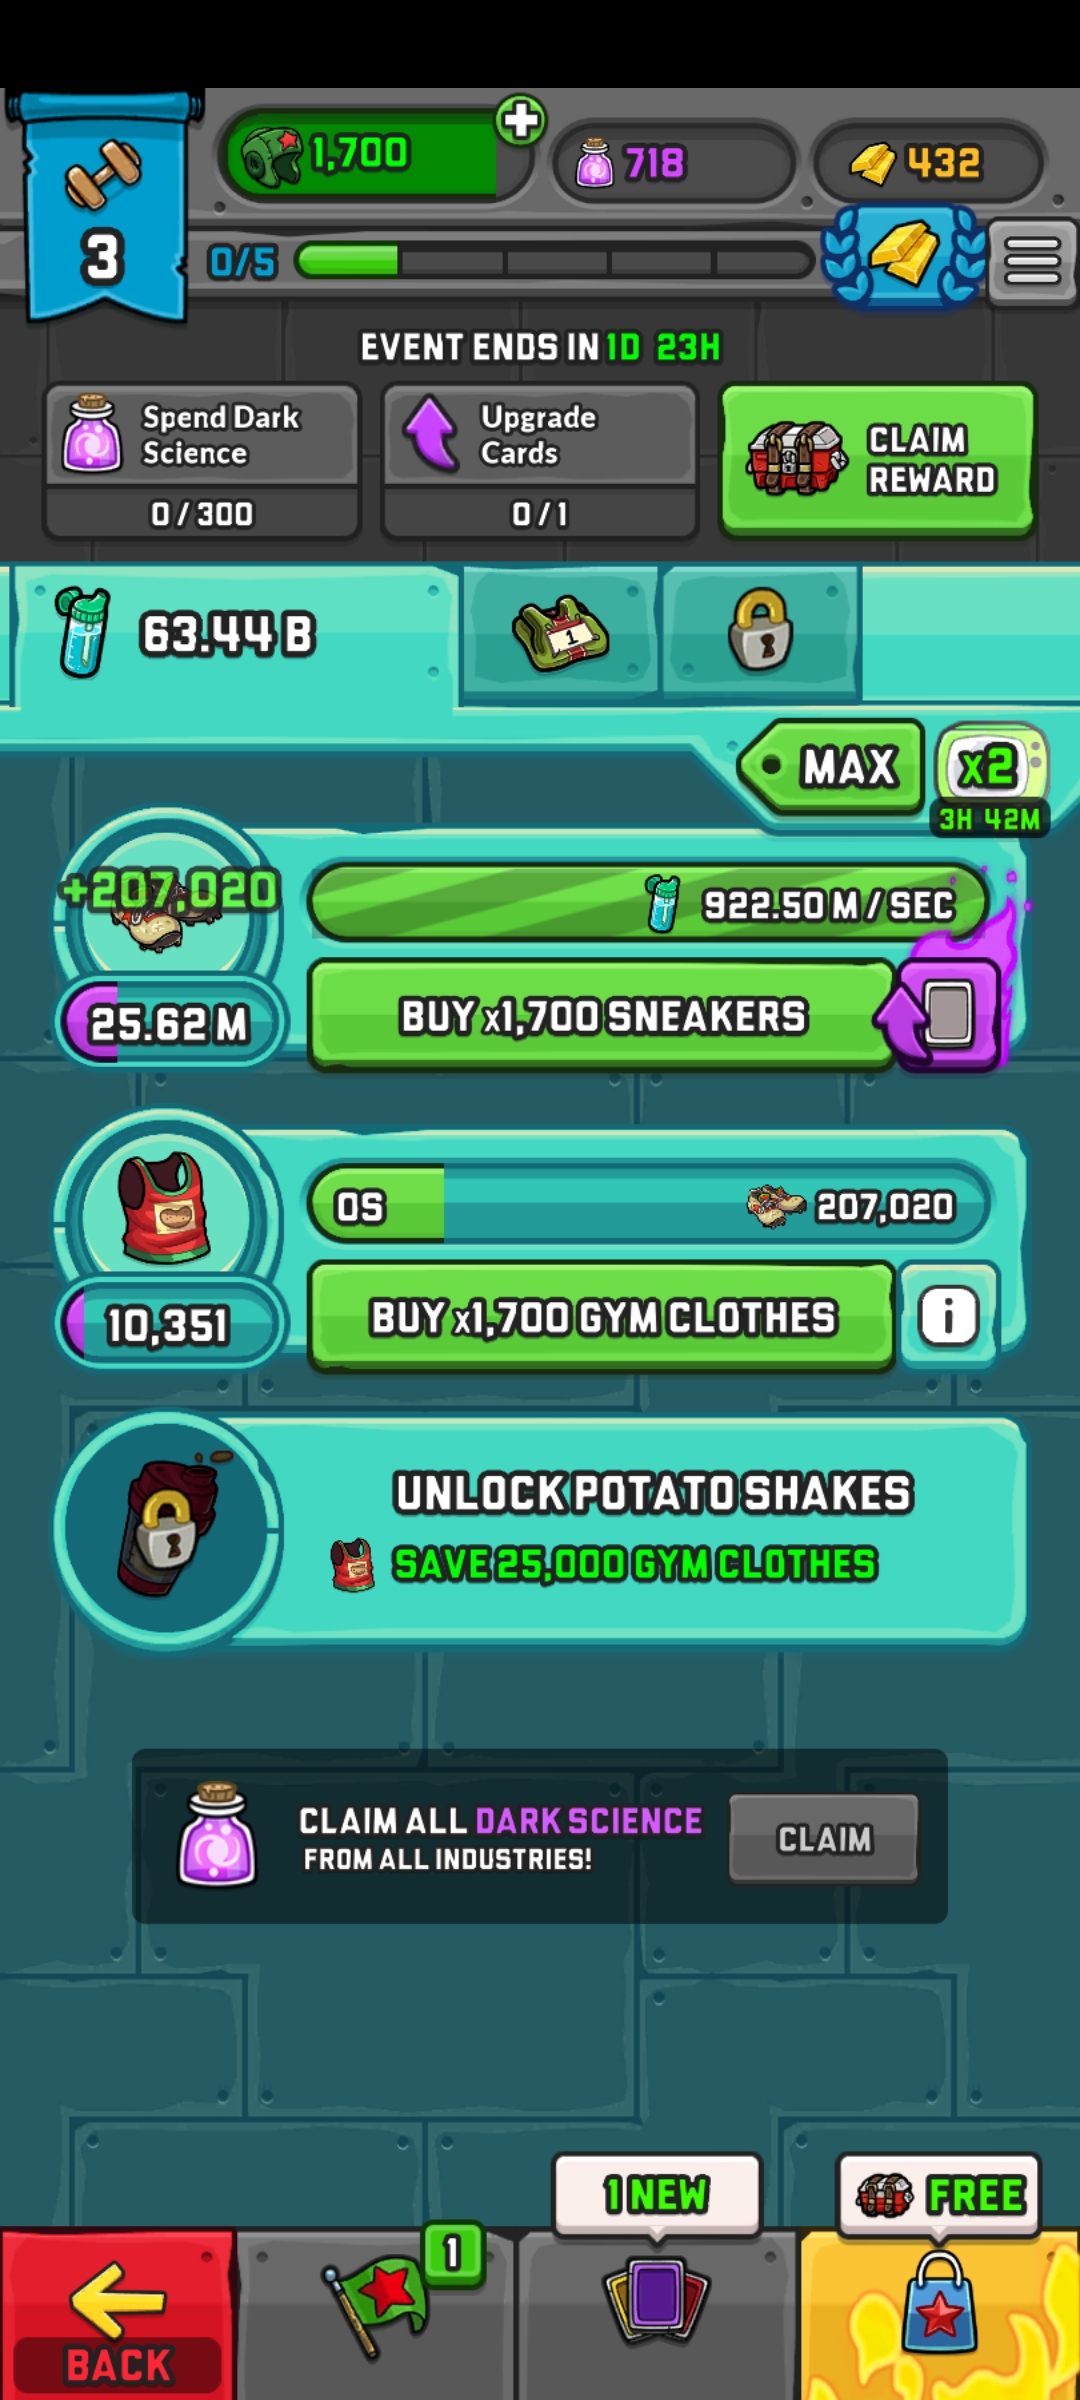 1,700
718
432
3
0/5
EVENT ENDS IN 1D 23H
Spend Dark
Science
0 / 300
Upgrade
Cards
0 / 1
CLAIM
REWARD
63.44 B
1
MAX
x2
3H 42M
+207,020
922.50 M / SEC
25.62 M
BUY x1,700 SNEAKERS
0S
207,020
10,351
BUY x1,700 GYM CLOTHES
i
UNLOCK POTATO SHAKES
SAVE 25,000 GYM CLOTHES
CLAIM ALL DARK SCIENCE
FROM ALL INDUSTRIES!
CLAIM
1 NEW
FREE
1
BACK